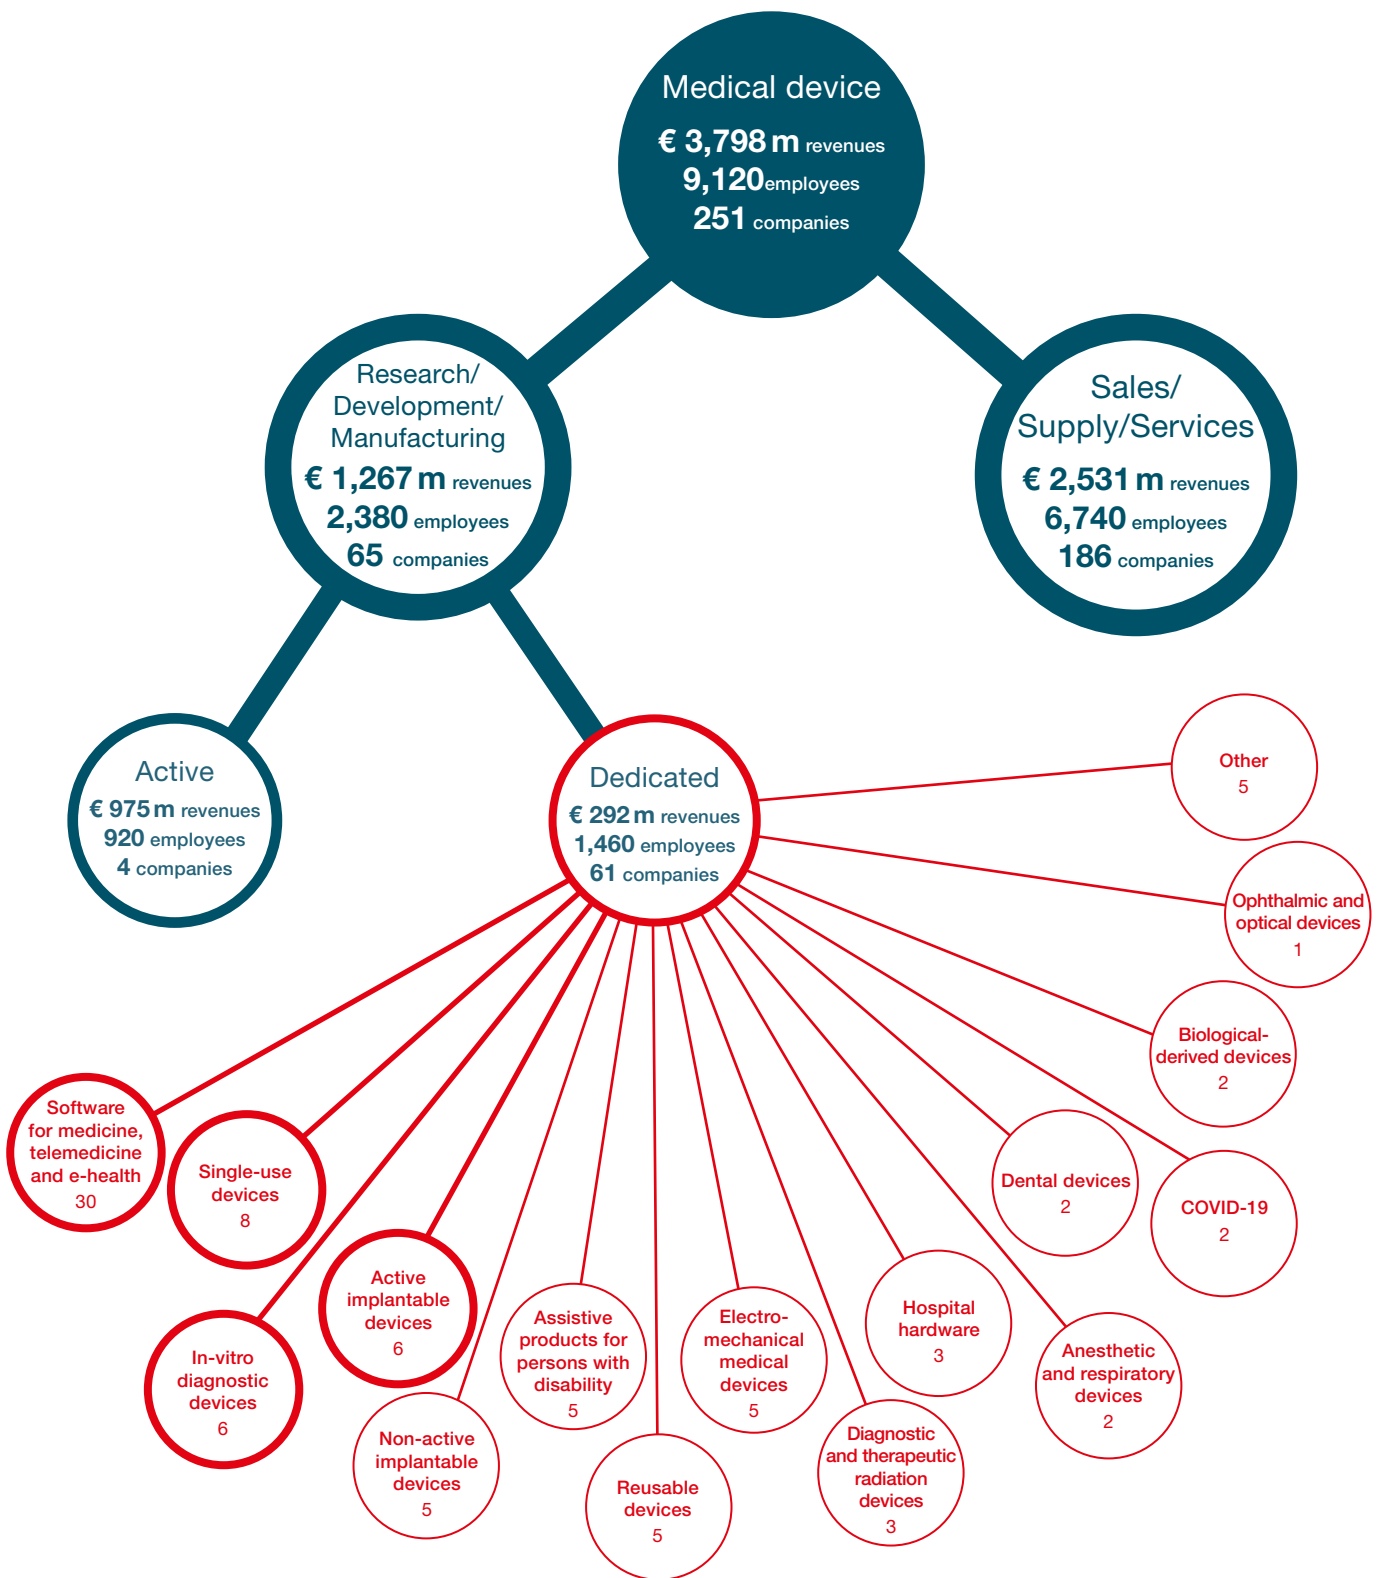 Medical device
€ 3,798 m revenues
9,120 employees
251 companies
Research/
Development/
Manufacturing
€ 1,267 m revenues
2,380 employees
65 companies
Sales/
Supply/Services
€ 2,531 m revenues
6,740 employees
186 companies
Active
€ 975 m revenues
920 employees
4 companies
Dedicated
€ 292 m revenues
1,460 employees
61 companies
Other
5
Ophthalmic and
optical devices
1
Biological-
derived devices
2
COVID-19
2
Dental devices
2
Anesthetic
and respiratory
devices
2
Hospital
hardware
3
Diagnostic
and therapeutic
radiation
devices
3
Electro-
mechanical
medical
devices
5
Reusable
devices
5
Assistive
products for
persons with
disability
5
Non-active
implantable
devices
5
Active
implantable
devices
6
In-vitro
diagnostic
devices
6
Single-use
devices
8
Software
for medicine,
telemedicine
and e-health
30